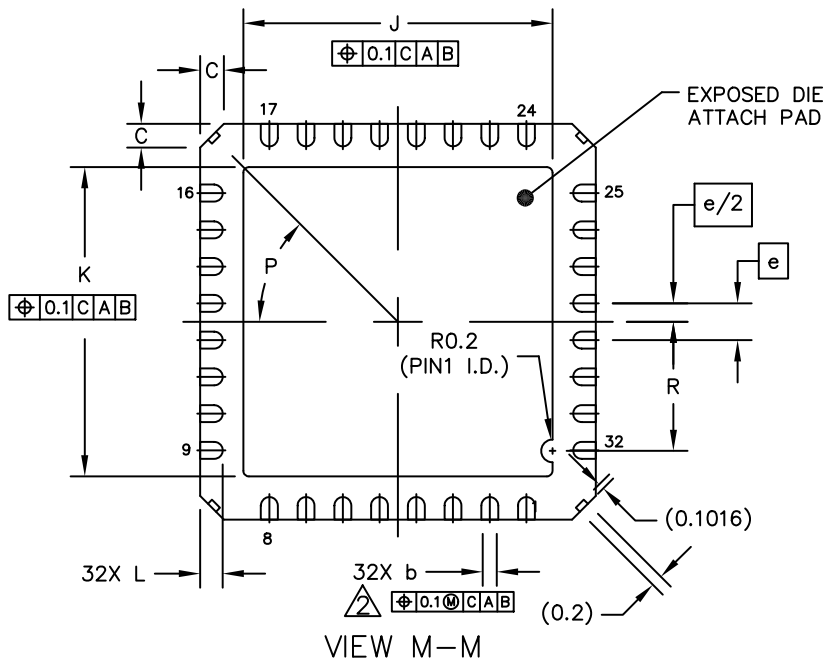 J
⌖ 0.1 C A B
C
17
24
EXPOSED DIE
ATTACH PAD
C
16
25
e/2
K
P
e
⌖ 0.1 C A B
R0.2
(PIN1 I.D.)
R
9
32
1
(0.1016)
8
32X L
32X b
2
⌖ 0.1Ⓜ C A B
(0.2)
VIEW M-M